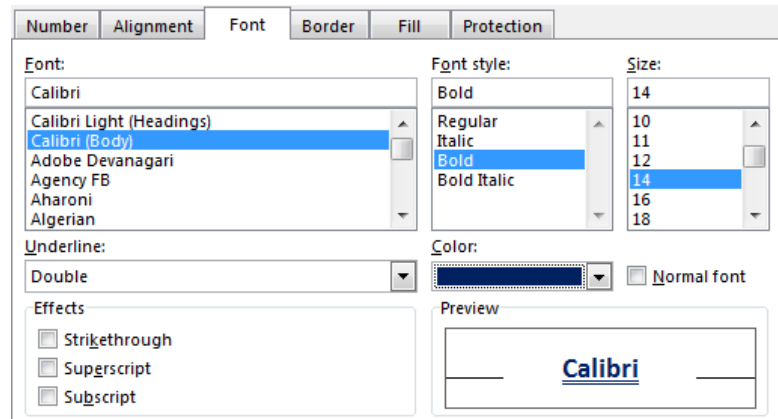 Number Alignment Font Border Fill Protection
Font: Font style: Size:
Calibri Bold 14
Calibri Light (Headings) Regular 10
Calibri (Body) Italic 11
Adobe Devanagari Bold 12
Agency FB Bold Italic 14
Aharoni 16
Algerian 18
Underline: Color:
Double Normal font
Effects Preview
Strikethrough
Superscript Calibri
Subscript